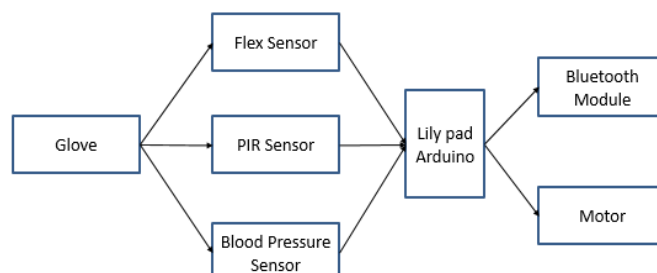 Flex Sensor
Bluetooth
Module
Glove
PIR Sensor
Lily pad
Arduino
Motor
Blood Pressure
Sensor